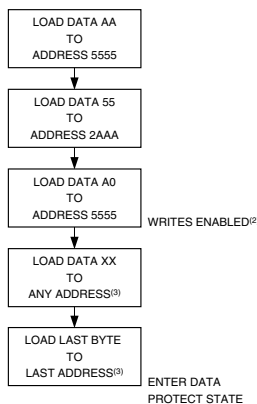 LOAD DATA AA
TO
ADDRESS 5555
LOAD DATA 55
TO
ADDRESS 2AAA
LOAD DATA A0
TO
ADDRESS 5555
WRITES ENABLED(2
LOAD DATA XX
TO
ANY ADDRESS(3)
LOAD LAST BYTE
TO
LAST ADDRESS(3)
ENTER DATA
PROTECT STATE